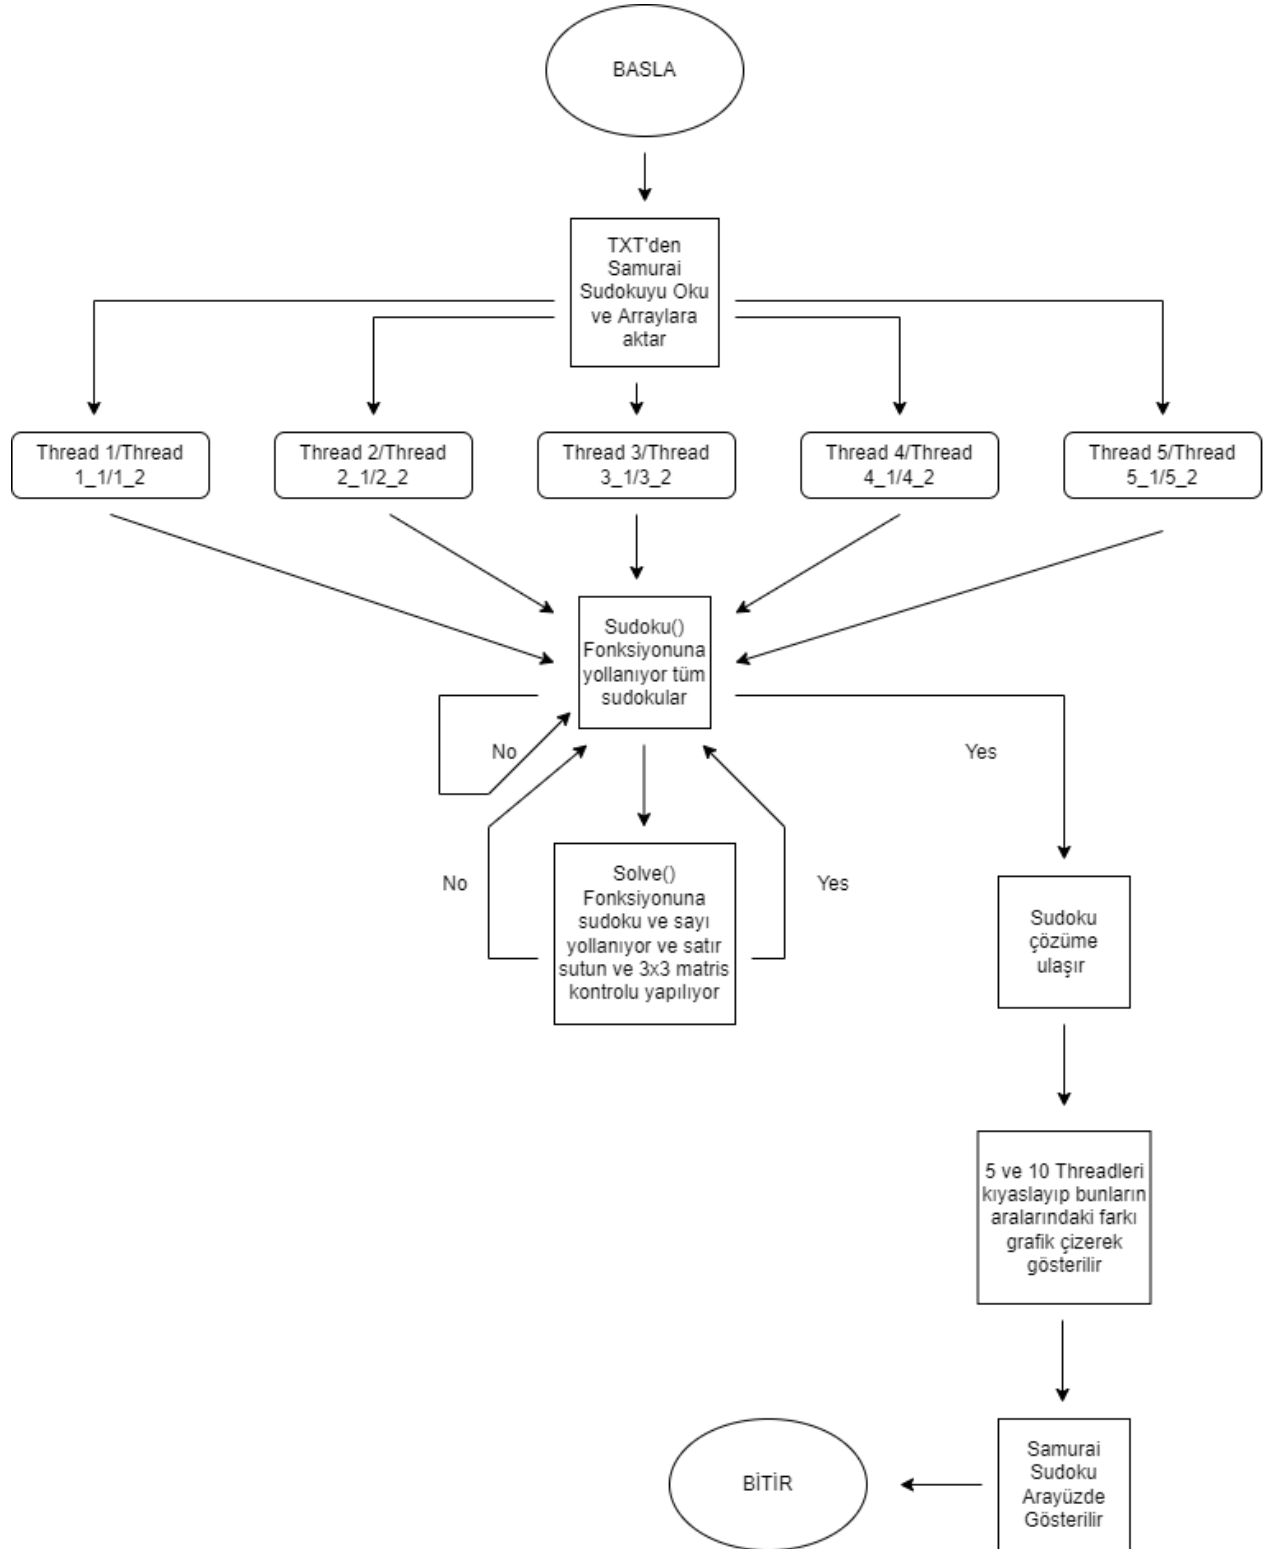 BASLA
TXT'den
Samurai
Sudokuyu Oku
ve Arraylara
aktar
Thread 1/Thread
1_1/1_2
Thread 2/Thread
2_1/2_2
Thread 3/Thread
3_1/3_2
Thread 4/Thread
4_1/4_2
Thread 5/Thread
5_1/5_2
Sudoku()
Fonksiyonuna
yollanıyor tüm
sudokular
No
Yes
No
Solve()
Fonksiyonuna
sudoku ve sayı
yollanıyor ve satır
sutun ve 3x3 matris
kontrolu yapılıyor
Yes
Sudoku
çözüme
ulaşır
5 ve 10 Threadleri
kıyaslayıp bunların
aralarındaki farkı
grafik çizerek
gösterilir
Samurai
Sudoku
Arayüzde
Gösterilir
BİTİR